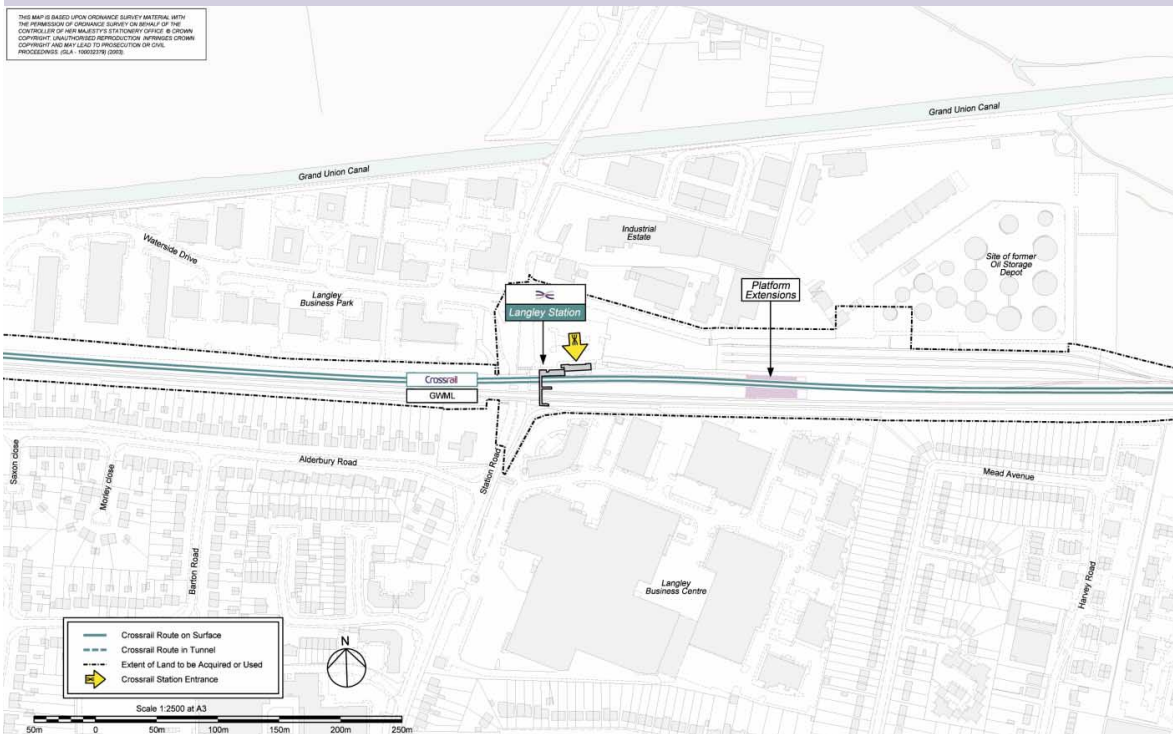 THIS MAP IS BASED UPON ORDNANCE SURVEY MATERIAL WITH
THE PERMISSION OF ORDNANCE SURVEY ON BEHALF OF THE
CONTROLLER OF HER MAJESTY'S STATIONERY OFFICE © CROWN
COPYRIGHT. UNAUTHORISED REPRODUCTION INFRINGES CROWN
COPYRIGHT AND MAY LEAD TO PROSECUTION OR CIVIL
PROCEEDINGS. (GLA - 100032379) (2003).
Grand Union Canal
Grand Union Canal
Waterside Drive
Industrial
Estate
Site of former
Oil Storage
Depot
Langley
Business Park
Platform
Extensions
Langley Station
Crossrail
GWML
Alderbury Road
Station Road
Saxon close
Morley close
Barton Road
Mead Avenue
Harvey Road
Langley
Business Centre
Crossrail Route on Surface
Crossrail Route in Tunnel
Extent of Land to be Acquired or Used
Crossrail Station Entrance
N
Scale 1:2500 at A3
50m 0 50m 100m 150m 200m 250m